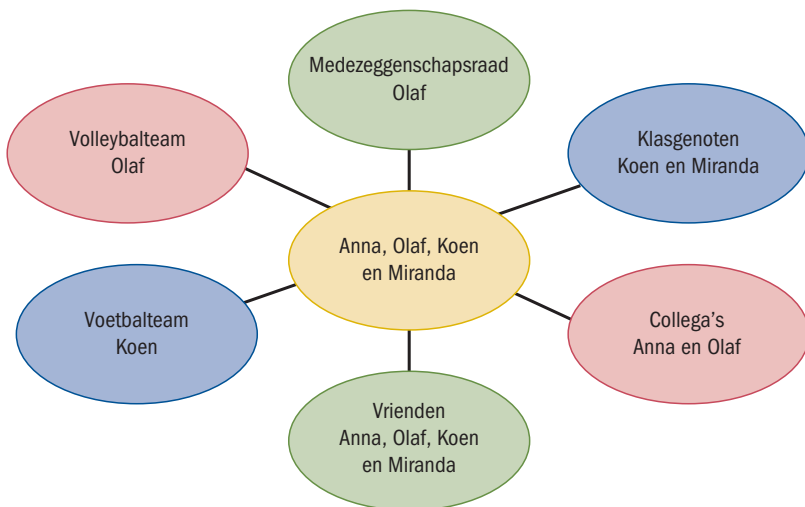 Medezeggenschapsraad
Olaf
Volleybalteam
Olaf
Klasgenoten
Koen en Miranda
Anna, Olaf, Koen
en Miranda
Voetbalteam
Koen
Collega's
Anna en Olaf
Vrienden
Anna, Olaf, Koen
en Miranda